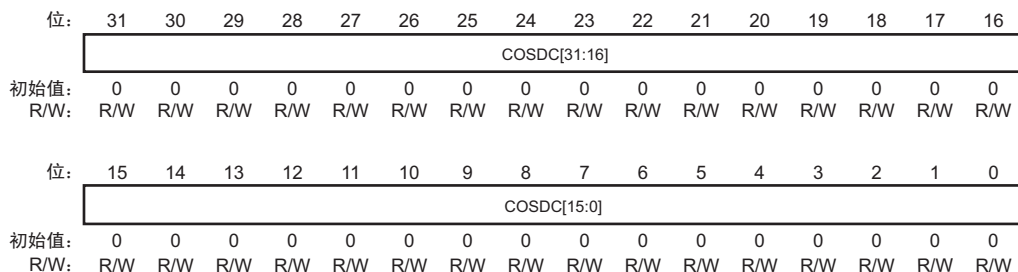 位： 31 30 29 28 27 26 25 24 23 22 21 20 19 18 17 16
COSDC[31:16]
初始值： 0 0 0 0 0 0 0 0 0 0 0 0 0 0 0 0
R/W： R/W R/W R/W R/W R/W R/W R/W R/W R/W R/W R/W R/W R/W R/W R/W R/W
位： 15 14 13 12 11 10 9 8 7 6 5 4 3 2 1 0
COSDC[15:0]
初始值： 0 0 0 0 0 0 0 0 0 0 0 0 0 0 0 0
R/W： R/W R/W R/W R/W R/W R/W R/W R/W R/W R/W R/W R/W R/W R/W R/W R/W